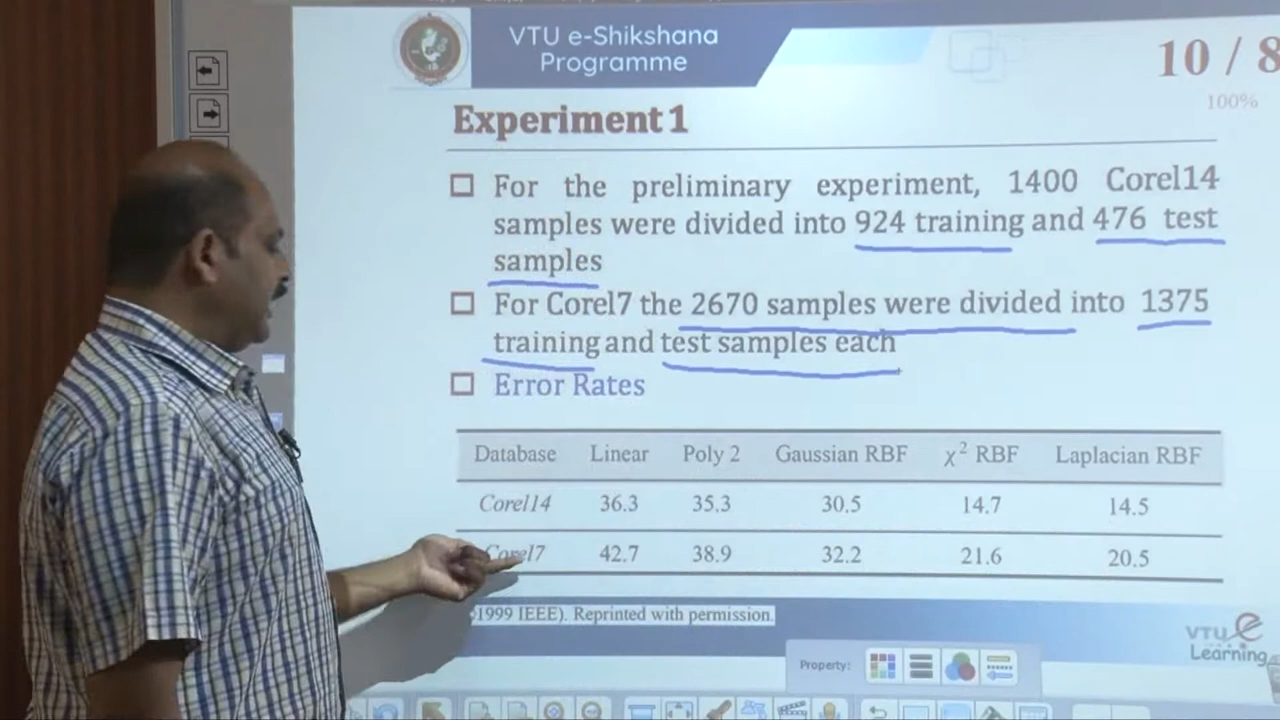 VTU e-Shikshana
Programme
10 / 8
100%
Experiment 1
For the preliminary experiment, 1400 Corel14
samples were divided into 924 training and 476 test
samples
For Corel7 the 2670 samples were divided into 1375
training and test samples each
Error Rates
Database Linear Poly 2 Gaussian RBF χ² RBF Laplacian RBF
Corel14 36.3 35.3 30.5 14.7 14.5
Corel7 42.7 38.9 32.2 21.6 20.5
1999 IEEE). Reprinted with permission.
VTU e
Learning
Property: